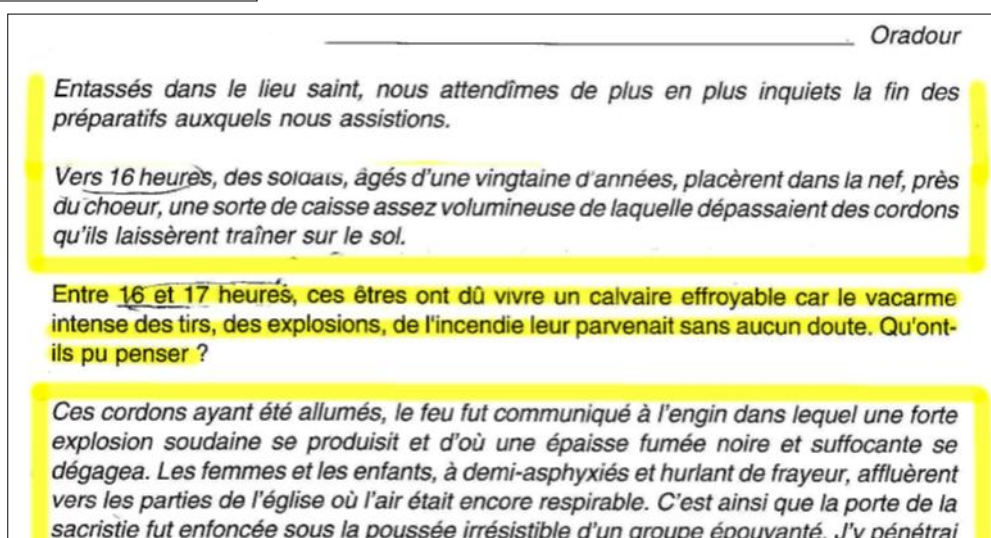 Oradour
Entassés dans le lieu saint, nous attendîmes de plus en plus inquiets la fin des
préparatifs auxquels nous assistions.
Vers 16 heures, des soldats, âgés d'une vingtaine d'années, placèrent dans la nef, près
du choeur, une sorte de caisse assez volumineuse de laquelle dépassaient des cordons
qu'ils laissèrent traîner sur le sol.
Entre 16 et 17 heures, ces êtres ont dû vivre un calvaire effroyable car le vacarme
intense des tirs, des explosions, de l'incendie leur parvenait sans aucun doute. Qu'ont-
ils pu penser ?
Ces cordons ayant été allumés, le feu fut communiqué à l'engin dans lequel une forte
explosion soudaine se produisit et d'où une épaisse fumée noire et suffocante se
dégagea. Les femmes et les enfants, à demi-asphyxiés et hurlant de frayeur, affluèrent
vers les parties de l'église où l'air était encore respirable. C'est ainsi que la porte de la
sacristie fut enfoncée sous la poussée irrésistible d'un groupe épouvanté. J'y pénétrai